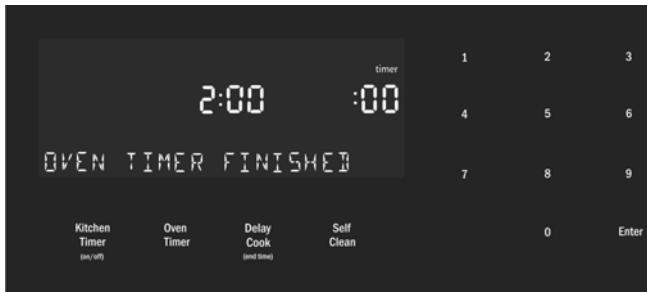 timer
2:00 :00
OVEN TIMER FINISHED
Kitchen Timer (on/off)
Oven Timer
Delay Cook (end time)
Self Clean
1 2 3
4 5 6
7 8 9
0 Enter